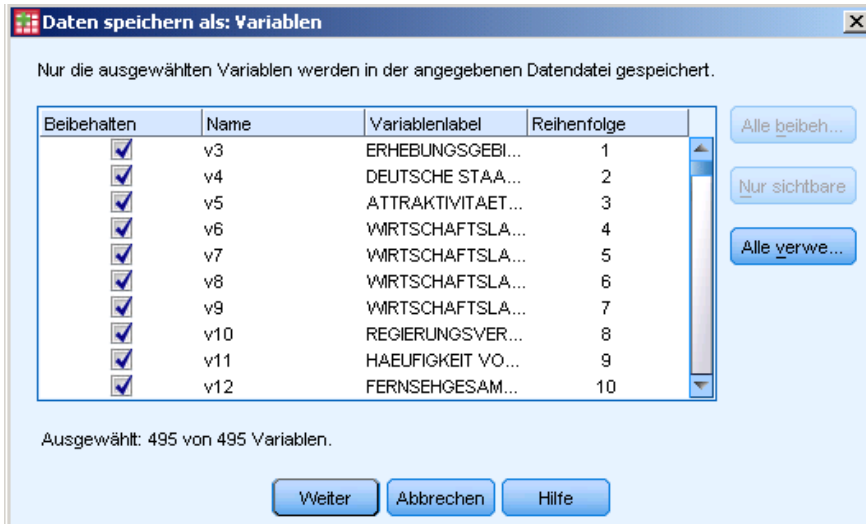 Daten speichern als: Variablen
Nur die ausgewählten Variablen werden in der angegebenen Datendatei gespeichert.
Beibehalten Name Variablenlabel Reihenfolge
v3 ERHEBUNGSGEBI... 1
v4 DEUTSCHE STAA... 2
v5 ATTRAKTIVITAET... 3
v6 WIRTSCHAFTSLA... 4
v7 WIRTSCHAFTSLA... 5
v8 WIRTSCHAFTSLA... 6
v9 WIRTSCHAFTSLA... 7
v10 REGIERUNGSVER... 8
v11 HAEUFIGKEIT VO... 9
v12 FERNSEHGESAM... 10
Alle beibeh...
Nur sichtbare
Alle verwe...
Ausgewählt: 495 von 495 Variablen.
Weiter Abbrechen Hilfe